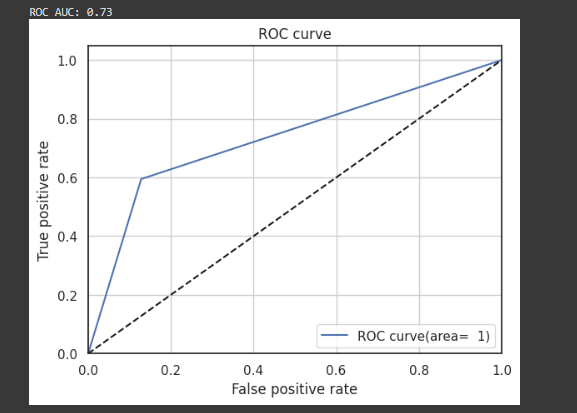 ROC AUC: 0.73
ROC curve
1.0
0.8
0.6
0.4
0.2
0.0
True positive rate
ROC curve(area=  1)
0.0 0.2 0.4 0.6 0.8 1.0
False positive rate